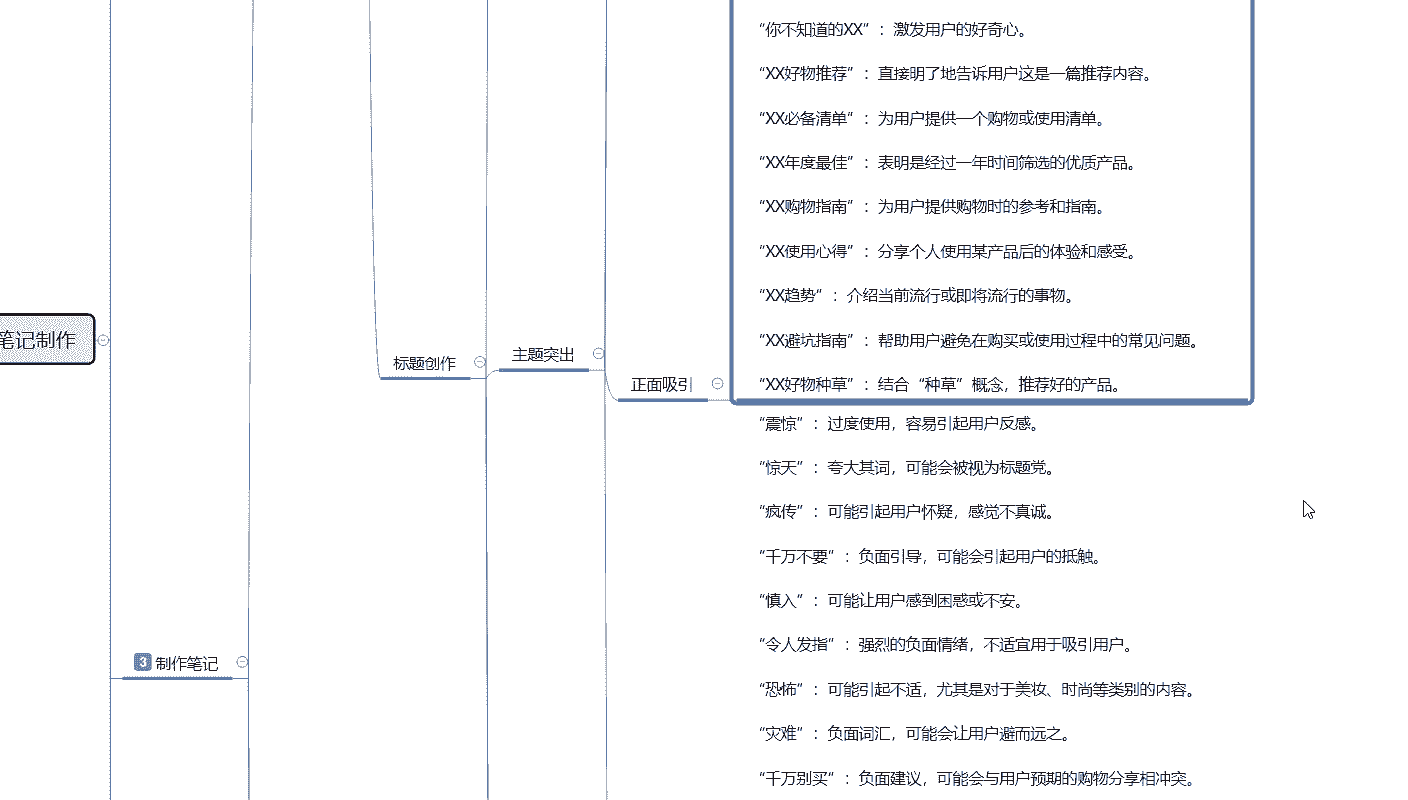 “你不知道的XX”：激发用户的好奇心。
“XX好物推荐”：直接明了地告诉用户这是一篇推荐内容。
“XX必备清单”：为用户提供一个购物或使用清单。
“XX年度最佳”：表明是经过一年时间筛选的优质产品。
“XX购物指南”：为用户提供购物时的参考和指南。
“XX使用心得”：分享个人使用某产品后的体验和感受。
“XX趋势”：介绍当前流行或即将流行的事物。
笔记制作
“XX避坑指南”：帮助用户避免在购买或使用过程中的常见问题。
主题突出
标题创作
正面吸引
“XX好物种草”：结合“种草”概念，推荐好的产品。
“震惊”：过度使用，容易引起用户反感。
“惊天”：夸大其词，可能会被视为标题党。
“疯传”：可能引起用户怀疑，感觉不真诚。
“千万不要”：负面引导，可能会引起用户的抵触。
“慎入”：可能让用户感到困惑或不安。
“令人发指”：强烈的负面情绪，不适宜用于吸引用户。
3 制作笔记
“恐怖”：可能引起不适，尤其是对于美妆、时尚等类别的内容。
“灾难”：负面词汇，可能会让用户避而远之。
“千万别买”：负面建议，可能会与用户预期的购物分享相冲突。